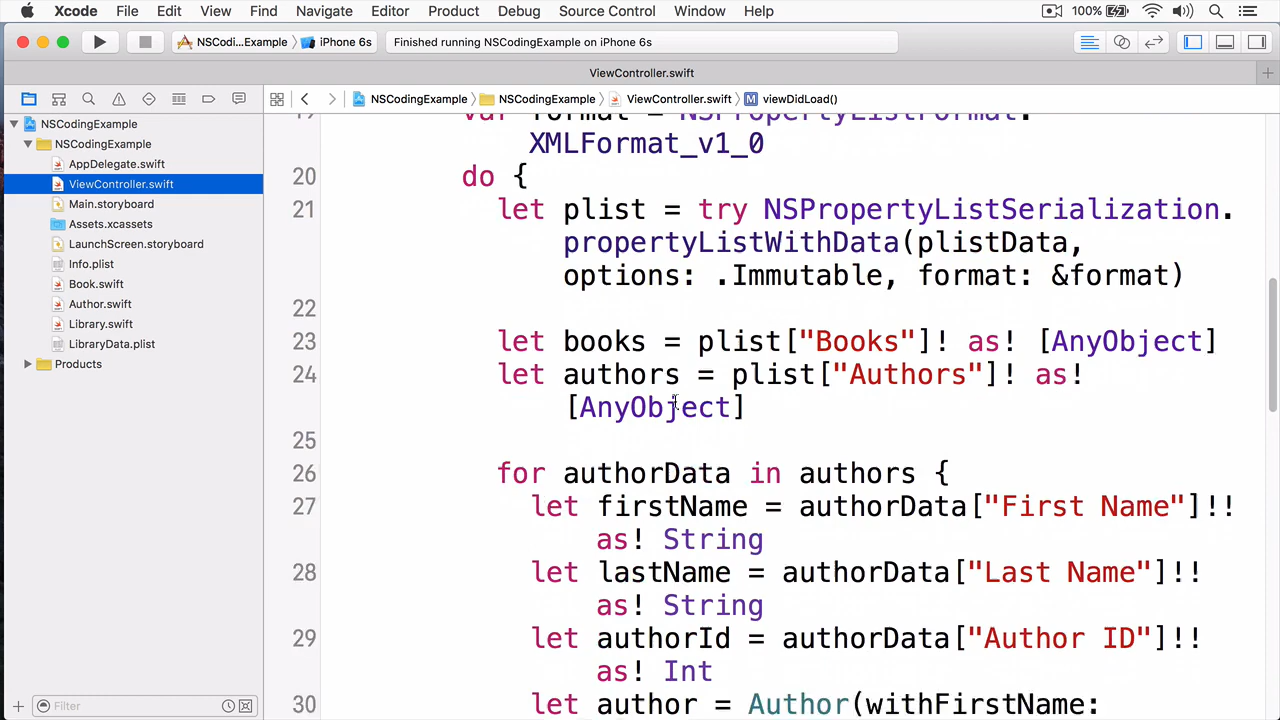 Xcode File Edit View Find Navigate Editor Product Debug Source Control Window Help 100%
NSCodi...Example iPhone 6s Finished running NSCodingExample on iPhone 6s
ViewController.swift
NSCodingExample NSCodingExample ViewController.swift M viewDidLoad()
NSCodingExample
NSCodingExample
AppDelegate.swift
ViewController.swift
Main.storyboard
Assets.xcassets
LaunchScreen.storyboard
Info.plist
Book.swift
Author.swift
Library.swift
LibraryData.plist
Products
Filter
19 var format = NSPropertyListFormat.
XMLFormat_v1_0
20 do {
21 let plist = try NSPropertyListSerialization.
propertyListWithData(plistData,
options: .Immutable, format: &format)
22
23 let books = plist["Books"]! as! [AnyObject]
24 let authors = plist["Authors"]! as!
[AnyObject]
25
26 for authorData in authors {
27 let firstName = authorData["First Name"]!!
as! String
28 let lastName = authorData["Last Name"]!!
as! String
29 let authorId = authorData["Author ID"]!!
as! Int
30 let author = Author(withFirstName: